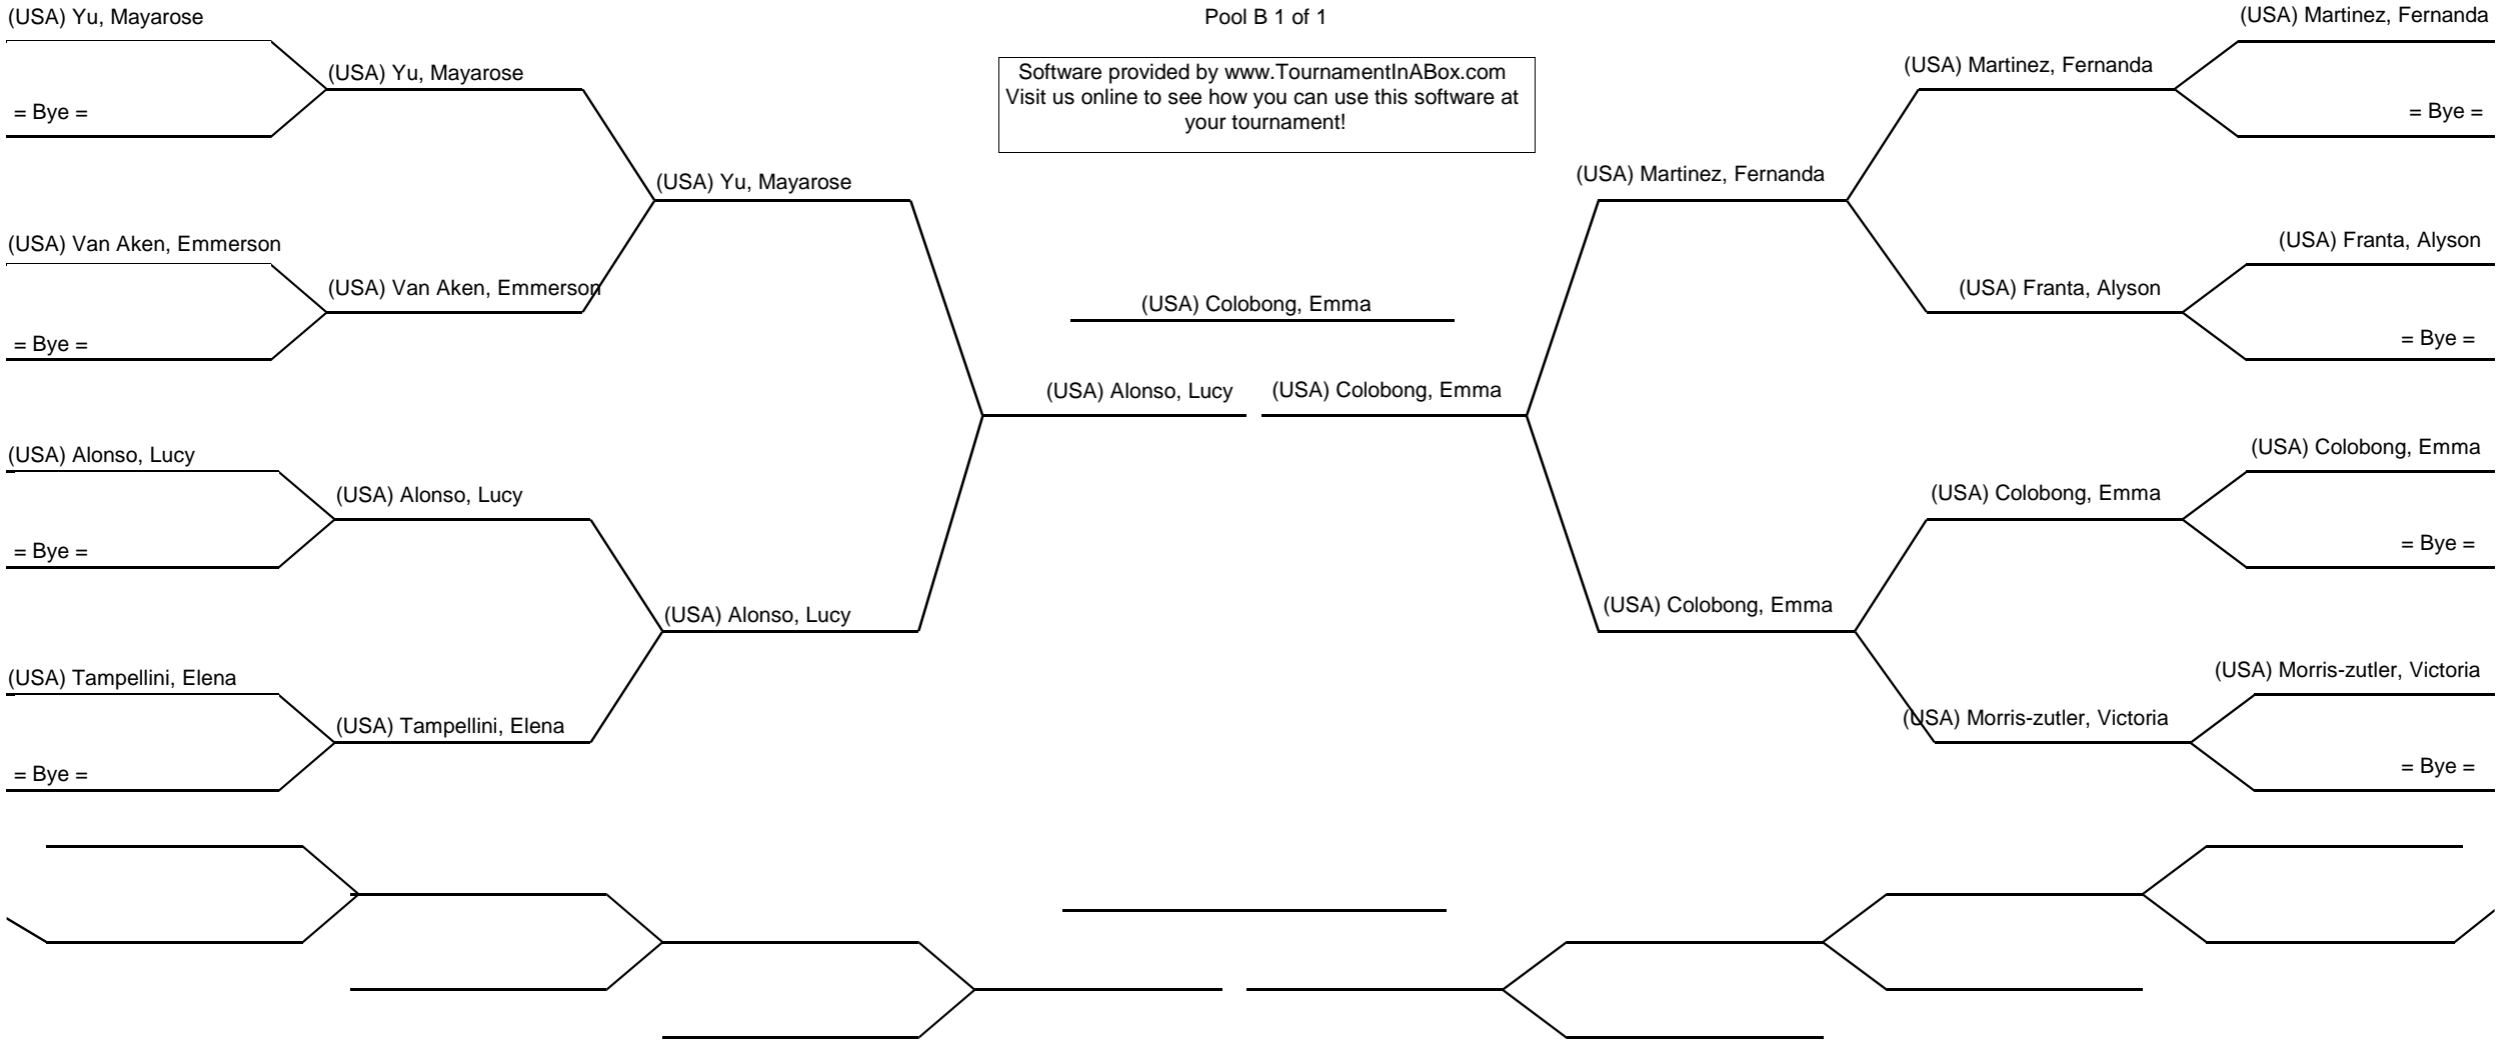 (USA) Yu, Mayarose
= Bye =
(USA) Yu, Mayarose
(USA) Van Aken, Emmerson
= Bye =
(USA) Van Aken, Emmerson
(USA) Yu, Mayarose
(USA) Alonso, Lucy
= Bye =
(USA) Alonso, Lucy
(USA) Tampellini, Elena
= Bye =
(USA) Tampellini, Elena
(USA) Alonso, Lucy
Pool B 1 of 1
Software provided by www.TournamentInABox.com
Visit us online to see how you can use this software at
your tournament!
(USA) Colobong, Emma
(USA) Alonso, Lucy
(USA) Colobong, Emma
(USA) Martinez, Fernanda
(USA) Colobong, Emma
(USA) Martinez, Fernanda
(USA) Franta, Alyson
(USA) Colobong, Emma
(USA) Morris-zutler, Victoria
(USA) Martinez, Fernanda
= Bye =
(USA) Franta, Alyson
= Bye =
(USA) Colobong, Emma
= Bye =
(USA) Morris-zutler, Victoria
= Bye =